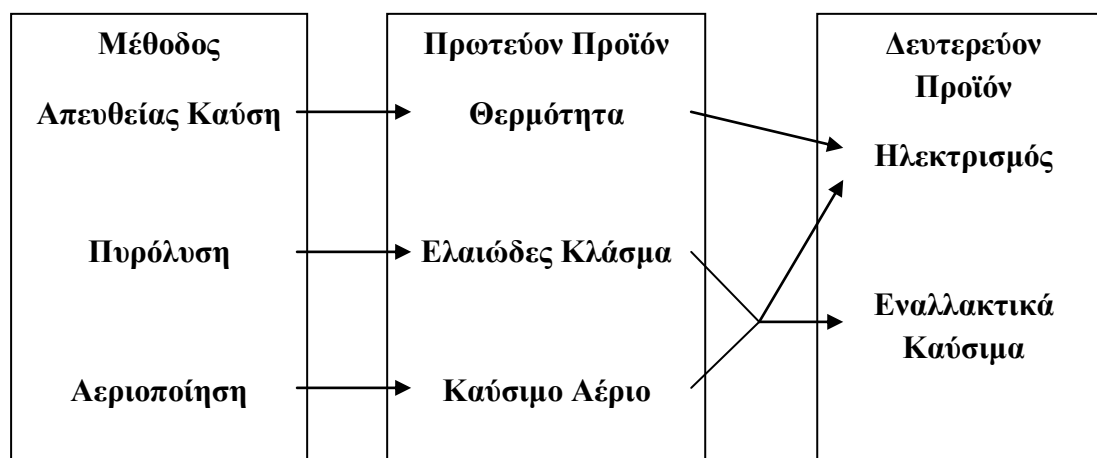 Μέθοδος
Απευθείας Καύση
Πυρόλυση
Αεριοποίηση
Πρωτεύον Προϊόν
Θερμότητα
Ελαιώδες Κλάσμα
Καύσιμο Αέριο
Δευτερεύον
Προϊόν
Ηλεκτρισμός
Εναλλακτικά
Καύσιμα